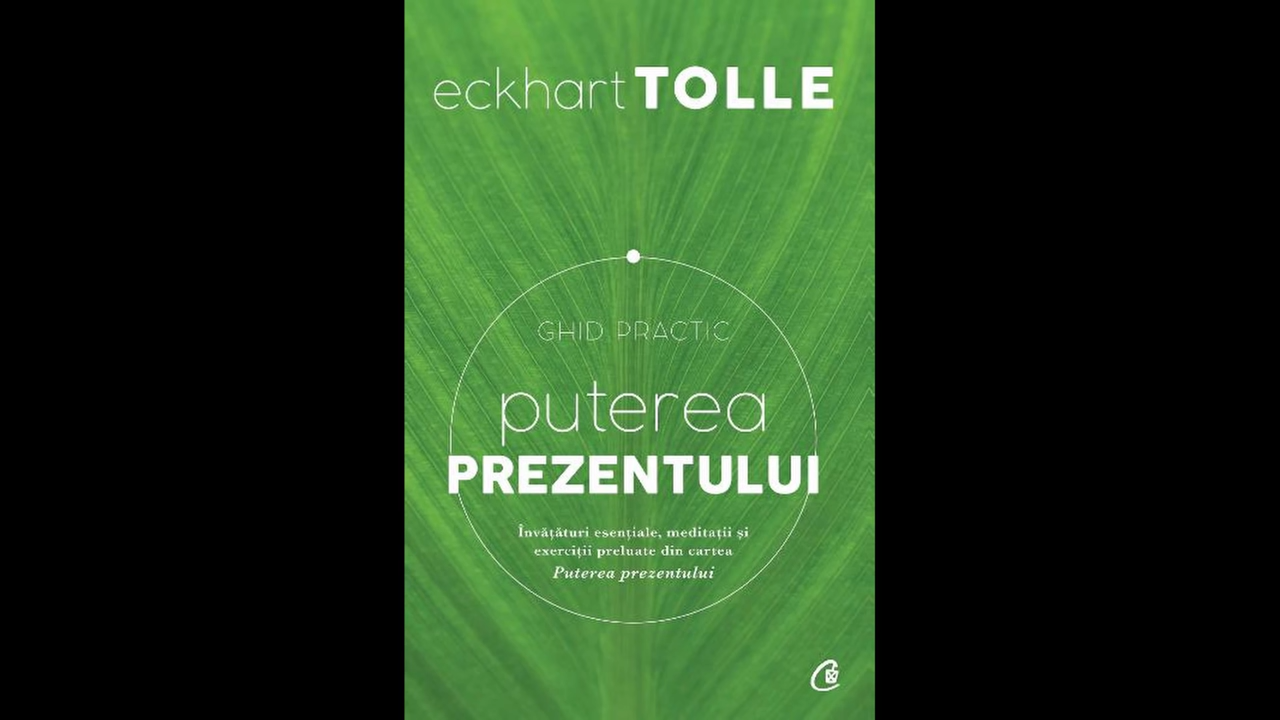 eckhart TOLLE
GHID PRACTIC
puterea
PREZENTULUI
Învățături esențiale, meditații și
exerciții preluate din cartea
Puterea prezentului